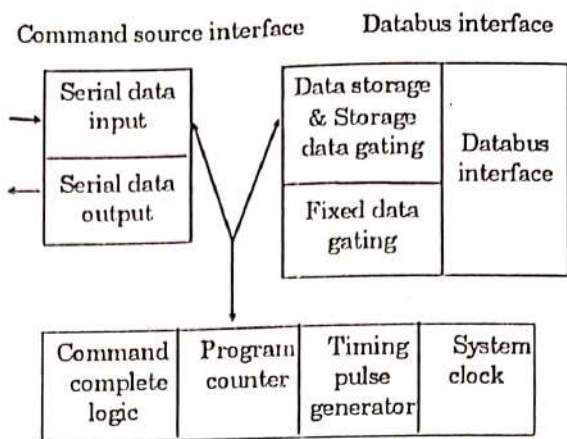 Command source interface
Databus interface
Serial data
input
Serial data
output
Data storage
& Storage
data gating
Fixed data
gating
Databus
interface
Command
complete
logic
Program
counter
Timing
pulse
generator
System
clock